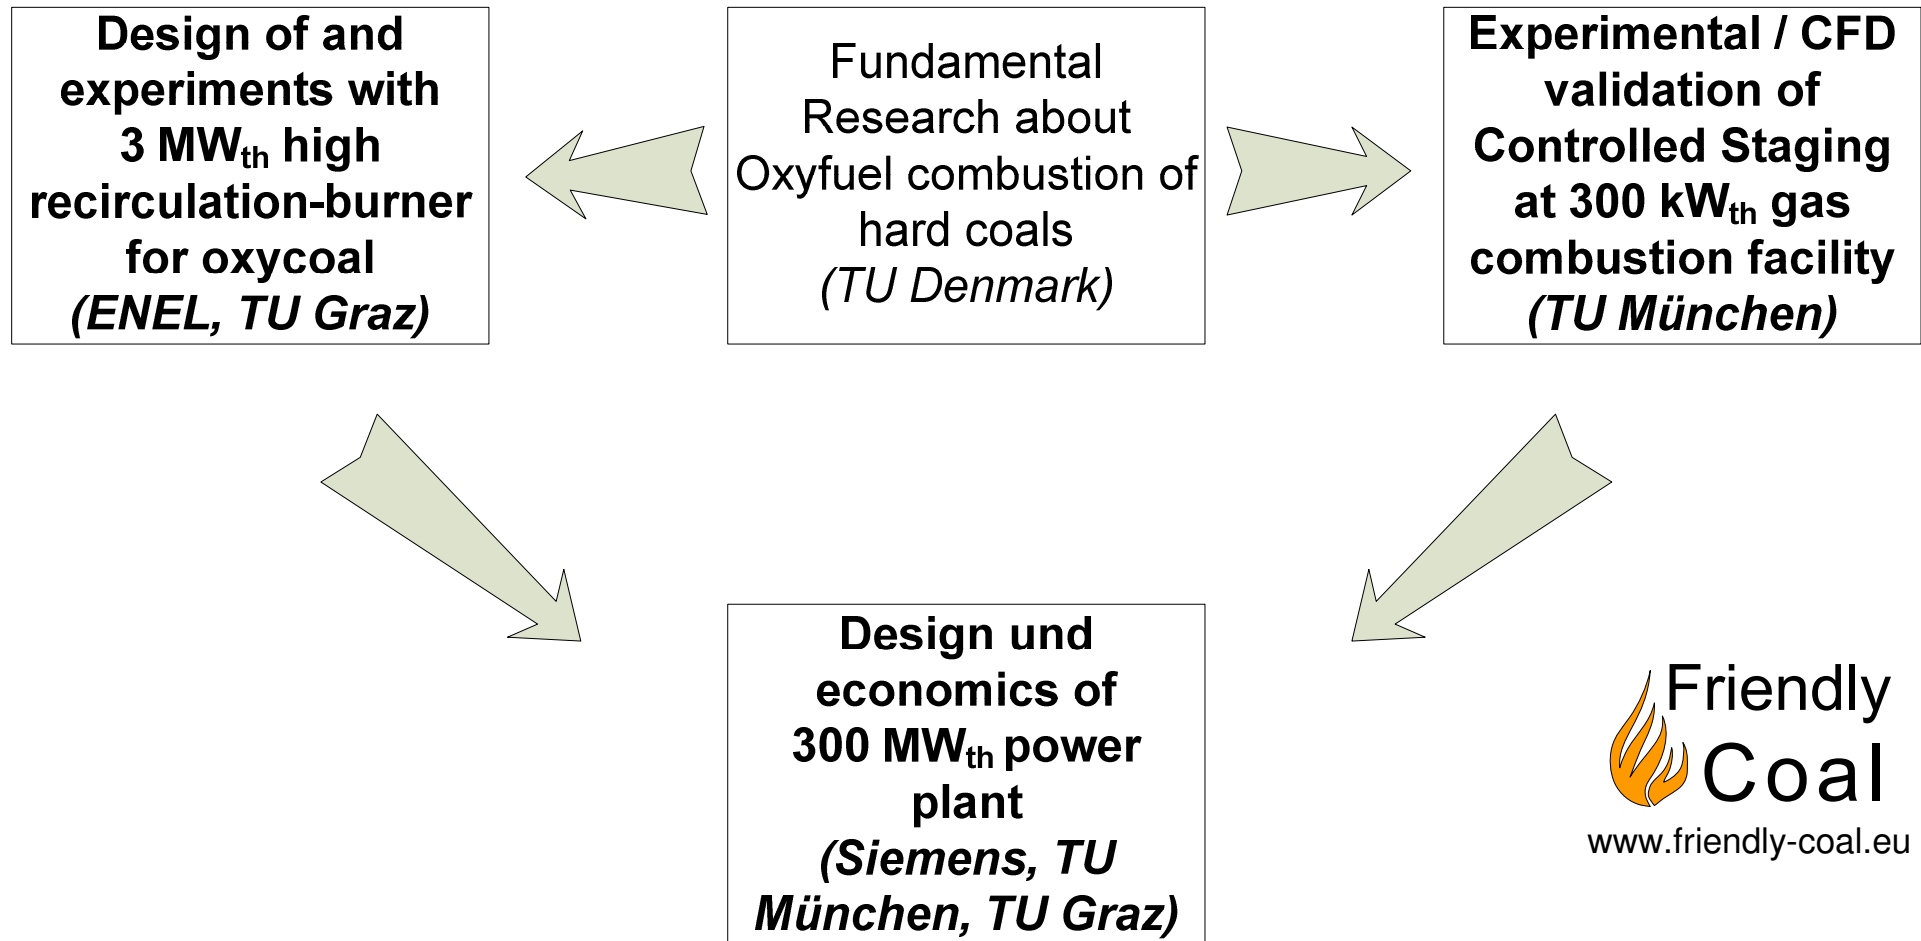 Design of and
experiments with
3 MWth high
recirculation-burner
for oxycoal
(ENEL, TU Graz)
Fundamental
Research about
Oxyfuel combustion of
hard coals
(TU Denmark)
Experimental / CFD
validation of
Controlled Staging
at 300 kWth gas
combustion facility
(TU München)
Design und
economics of
300 MWth power
plant
(Siemens, TU
München, TU Graz)
Friendly
Coal
www.friendly-coal.eu